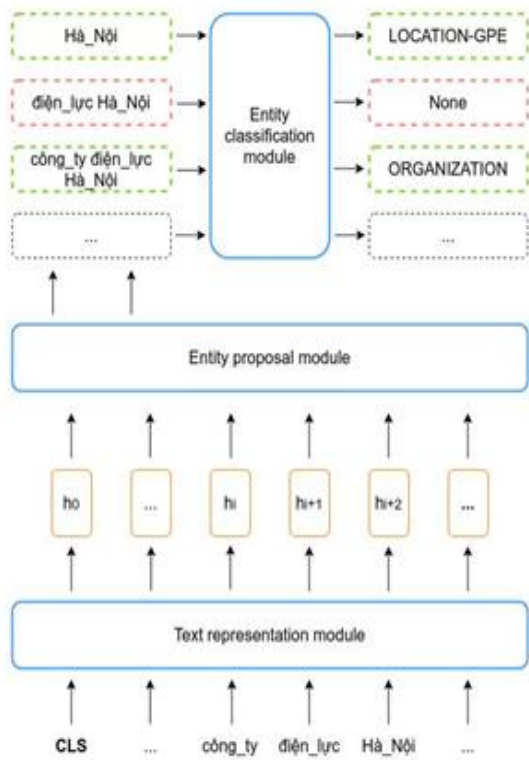 Hà_Nội
LOCATION-GPE
điện_lực Hà_Nội
Entity
classification
module
None
công_ty điện_lực
Hà_Nội
ORGANIZATION
...
...
Entity proposal module
h0
...
hi
hi+1
hi+2
...
Text representation module
CLS
...
công_ty
điện_lực
Hà_Nội
...